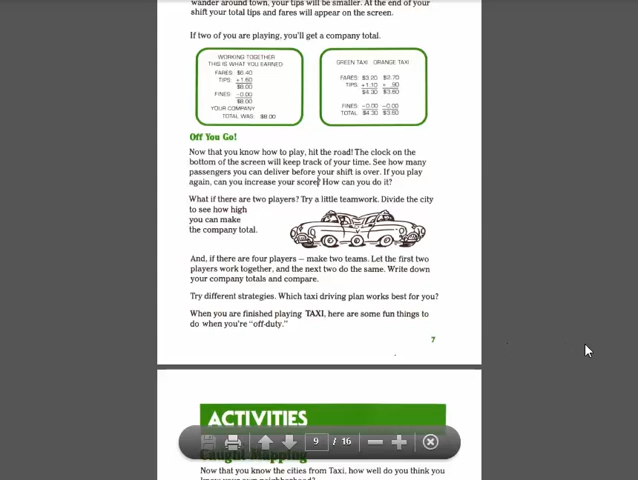 wander around town, your tips will be smaller. At the end of your
shift your total tips and fares will appear on the screen.
If two of you are playing, you'll get a company total.
WORKING TOGETHER
THIS IS WHAT YOU EARNED
FARES: $6.40
TIPS: +1.60
$8.00
FINES: -0.00
$8.00
YOUR COMPANY
TOTAL WAS: $8.00
GREEN TAXI ORANGE TAXI
FARES: $3.20 $2.70
TIPS: +1.10 + .90
$4.30 $3.60
FINES: -0.00 -0.00
TOTAL $4.30 $3.60
Off You Go!
Now that you know how to play, hit the road! The clock on the
bottom of the screen will keep track of your time. See how many
passengers you can deliver before your shift is over. If you play
again, can you increase your score? How can you do it?
What if there are two players? Try a little teamwork. Divide the city
to see how high
you can make
the company total.
And, if there are four players — make two teams. Let the first two
players work together, and the next two do the same. Write down
your company totals and compare.
Try different strategies. Which taxi driving plan works best for you?
When you are finished playing TAXI, here are some fun things to
do when you're "off-duty."
7
ACTIVITIES
9 / 16
Caught Mapping
Now that you know the cities from Taxi, how well do you think you
know your own neighborhood?